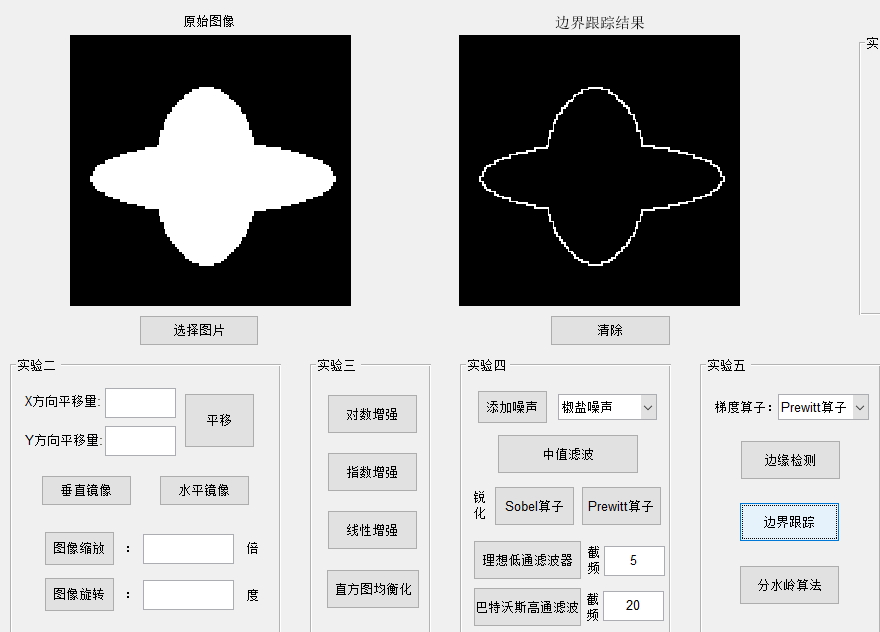 原始图像
边界跟踪结果
实
选择图片
清除
实验二
X方向平移量:
Y方向平移量:
平移
垂直镜像
水平镜像
图像缩放 : 倍
图像旋转 : 度
实验三
对数增强
指数增强
线性增强
直方图均衡化
实验四
添加噪声
椒盐噪声
中值滤波
锐化
Sobel算子
Prewitt算子
理想低通滤波器
截频
5
巴特沃斯高通滤波
截频
20
实验五
梯度算子:
Prewitt算子
边缘检测
边界跟踪
分水岭算法